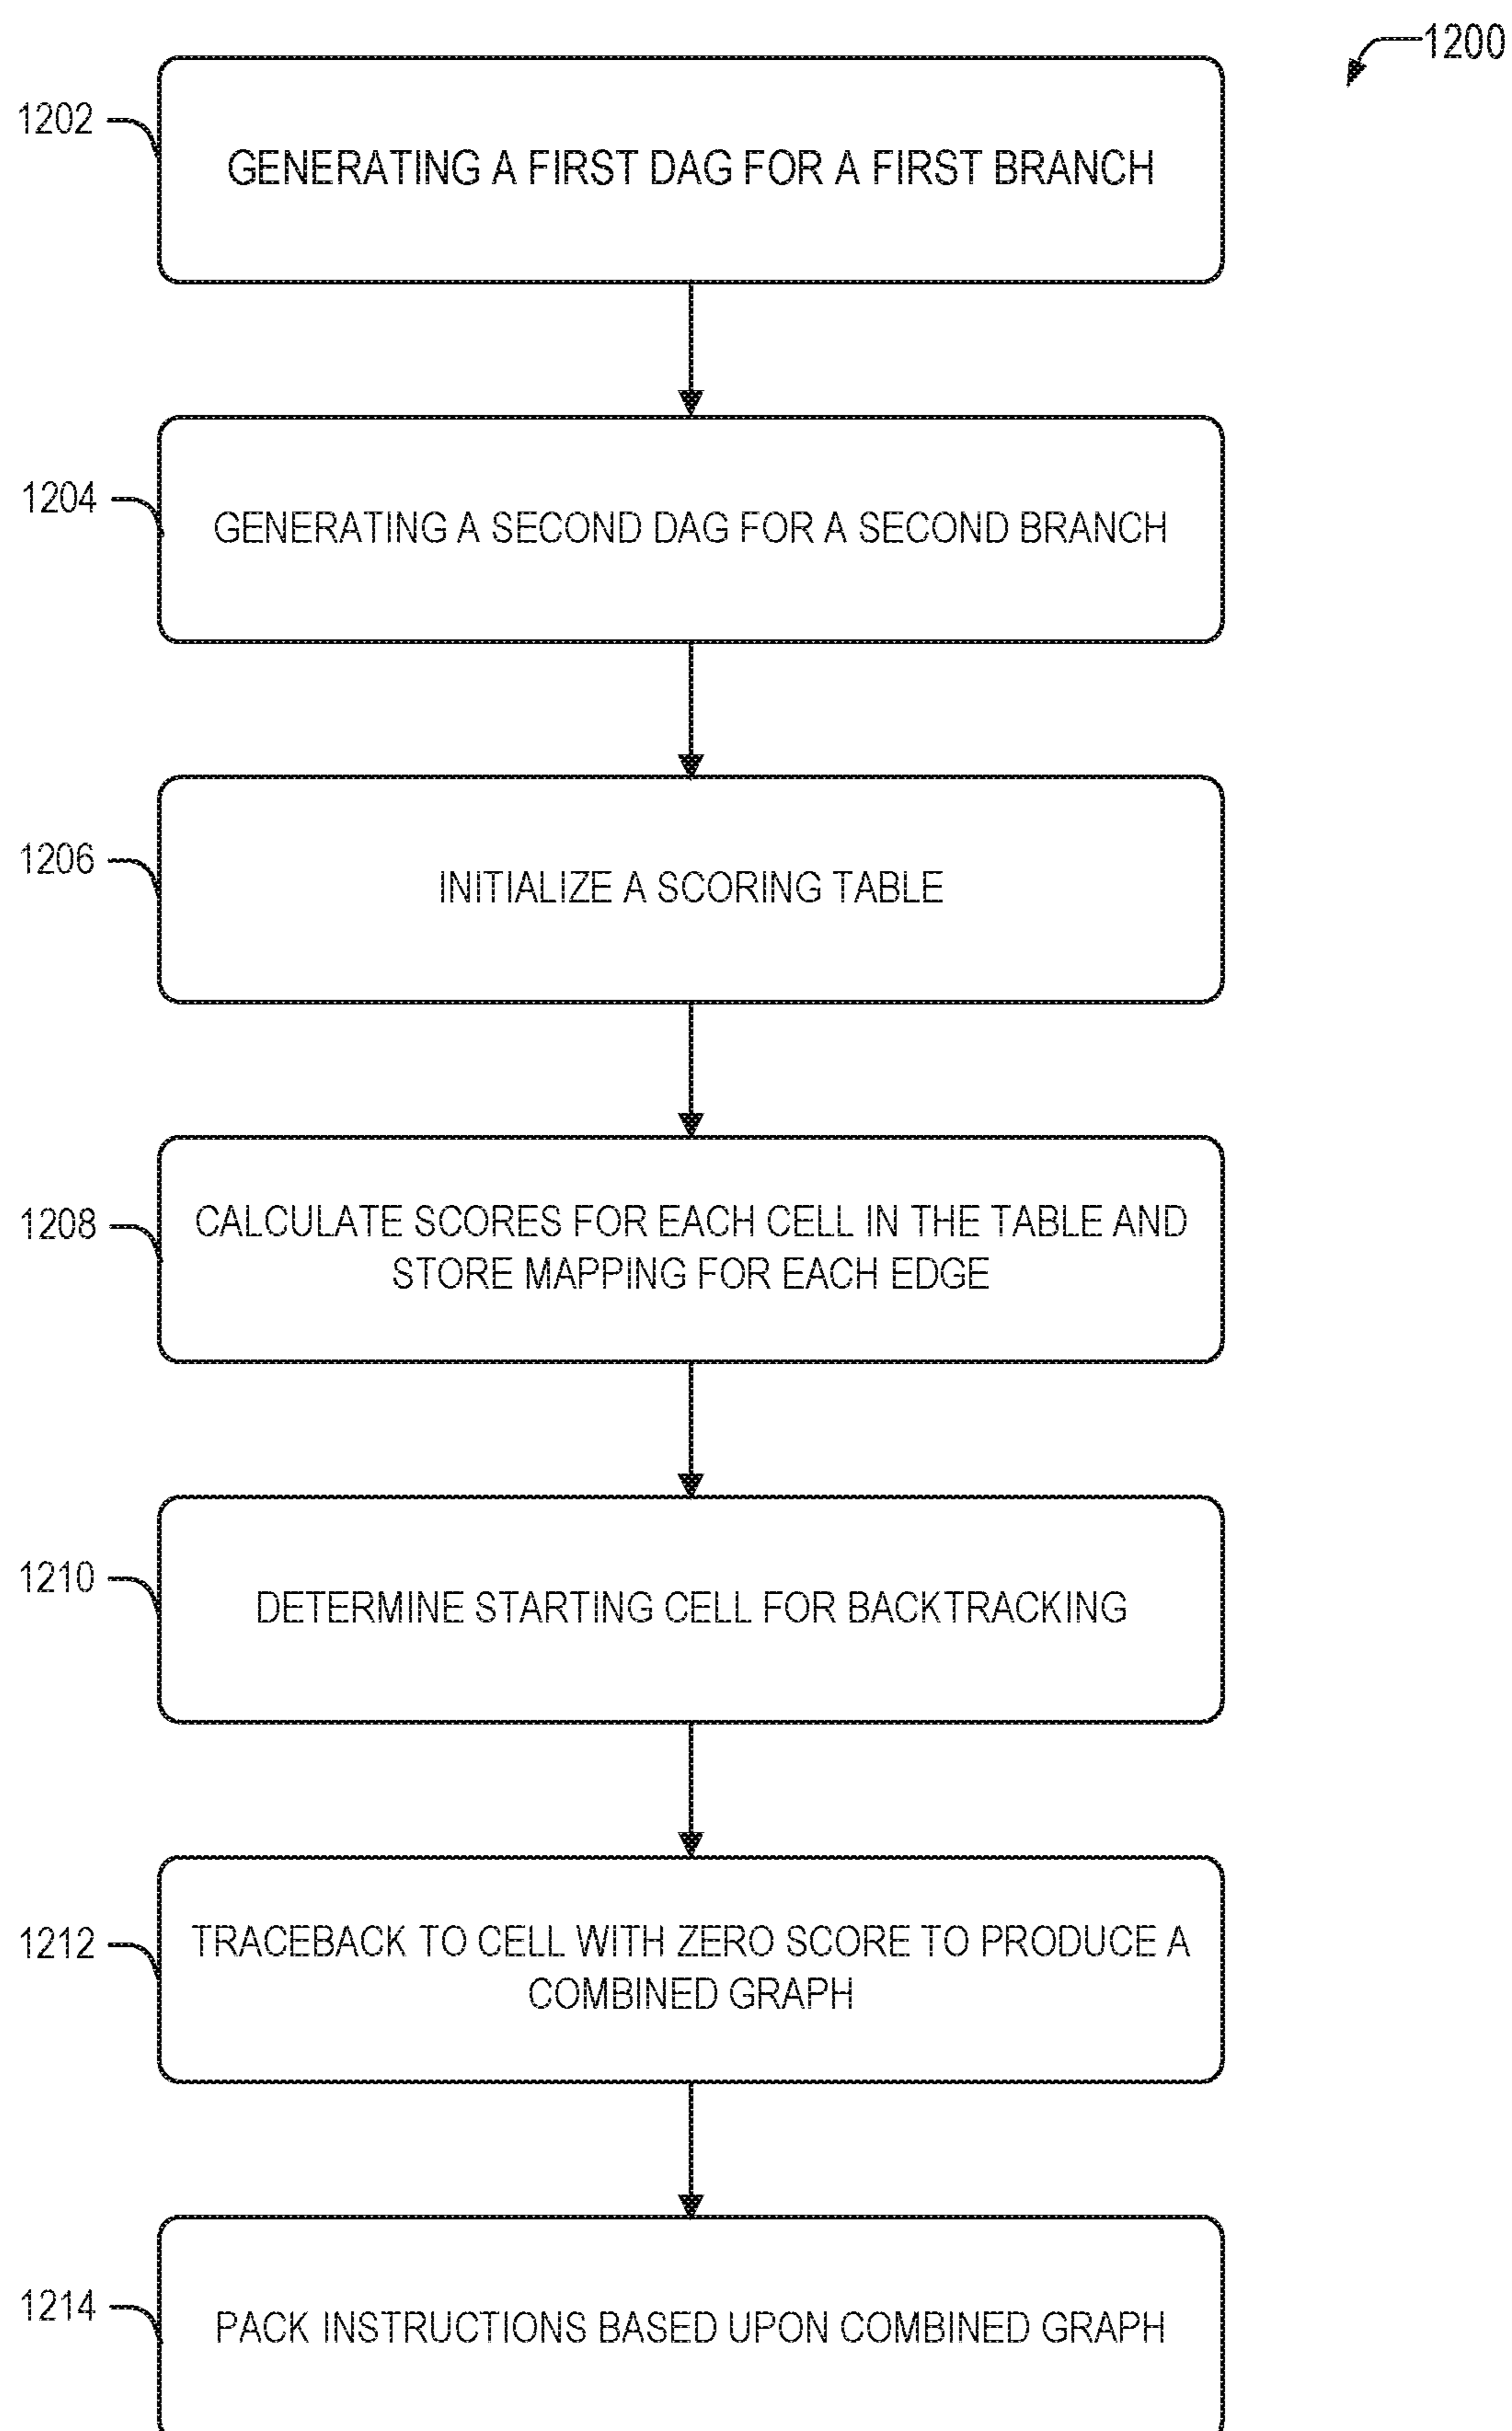 1200
1202
GENERATING A FIRST DAG FOR A FIRST BRANCH
1204
GENERATING A SECOND DAG FOR A SECOND BRANCH
1206
INITIALIZE A SCORING TABLE
1208
CALCULATE SCORES FOR EACH CELL IN THE TABLE AND
STORE MAPPING FOR EACH EDGE
1210
DETERMINE STARTING CELL FOR BACKTRACKING
1212
TRACEBACK TO CELL WITH ZERO SCORE TO PRODUCE A
COMBINED GRAPH
1214
PACK INSTRUCTIONS BASED UPON COMBINED GRAPH